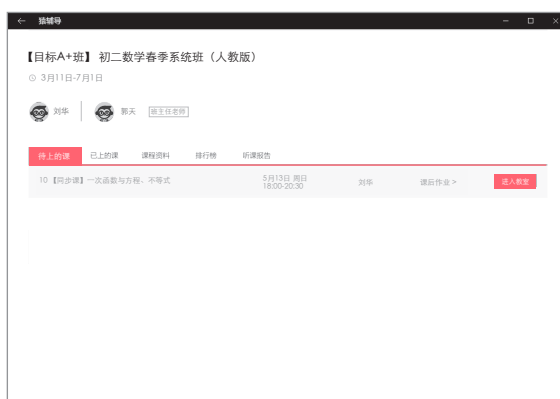 猿辅导
【目标A+班】 初二数学春季系统班（人教版）
3月11日-7月1日
刘华 郭天 班主任老师
待上的课 已上的课 课程资料 排行榜 听课报告
10 【同步课】一次函数与方程、不等式 5月13日 周日 18:00-20:30 刘华 课后作业 > 进入教室